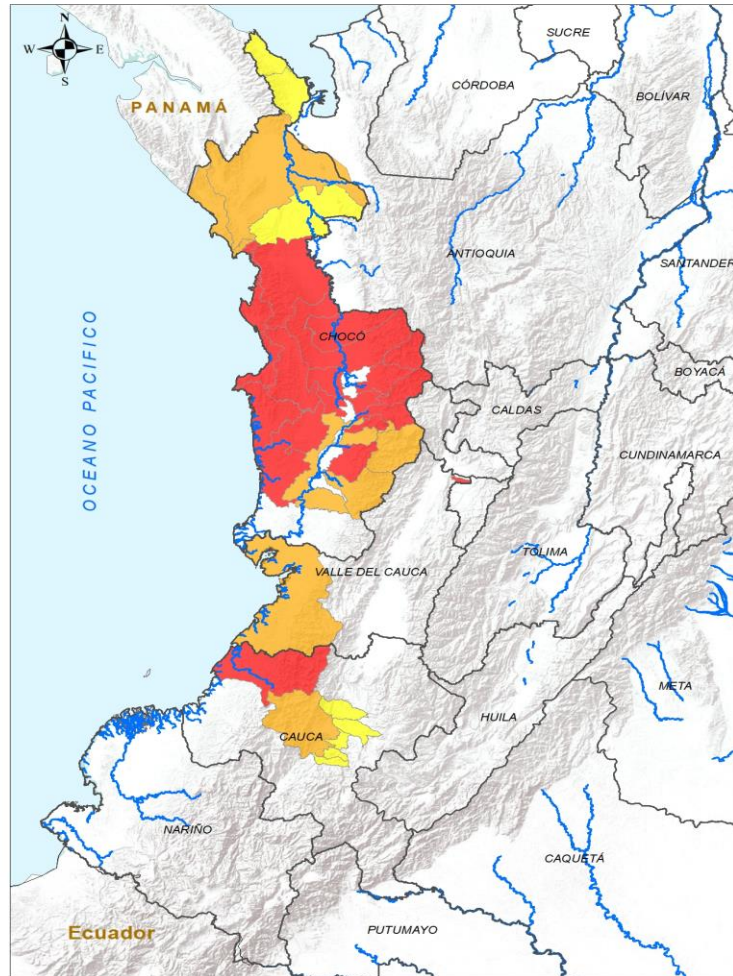 N
W E
S
SUCRE
CÓRDOBA
BOLÍVAR
PANAMÁ
ANTIOQUIA
SANTANDER
OCEANO PACIFICO
CHOCÓ
BOYACÁ
CALDAS
CUNDINAMARCA
TOLIMA
VALLE DEL CAUCA
META
HUILA
CAUCA
NARIÑO
CAQUETÁ
Ecuador
PUTUMAYO